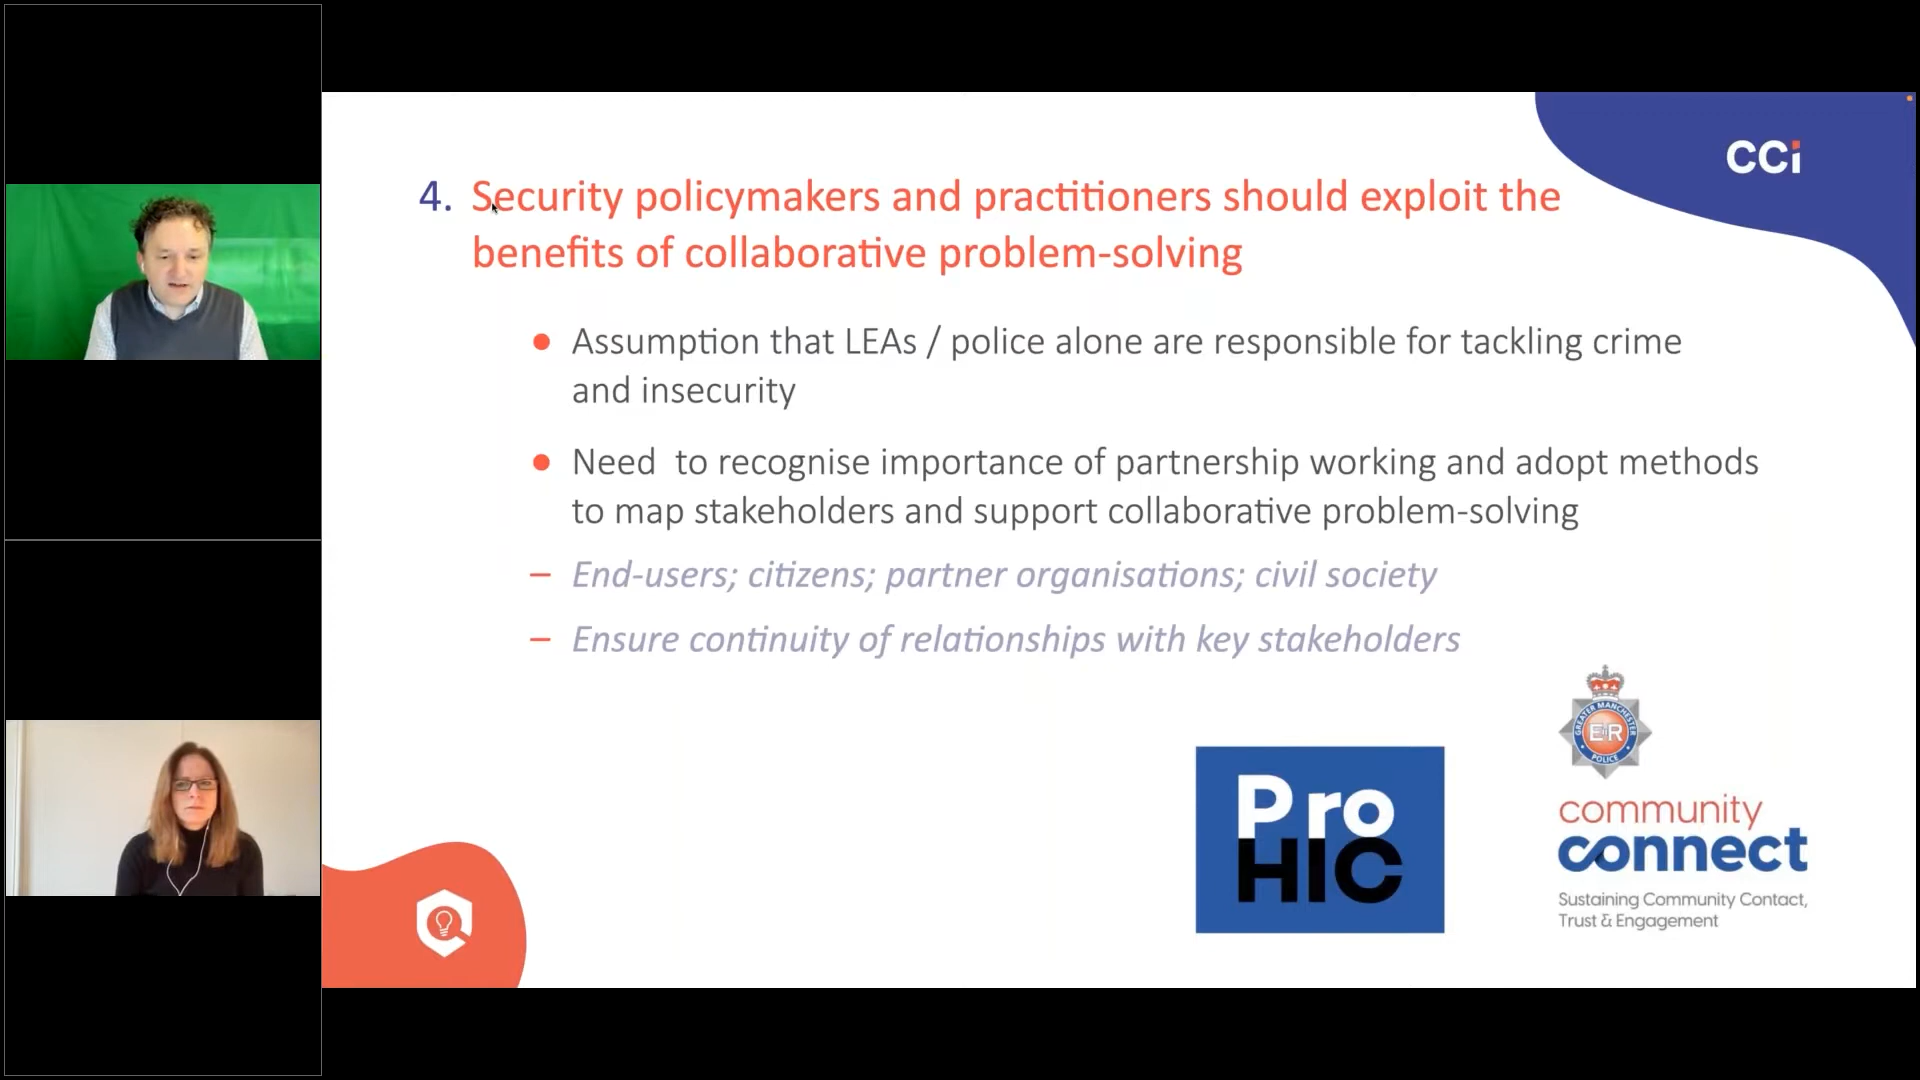 CCi
4. Security policymakers and practitioners should exploit the
benefits of collaborative problem-solving
● Assumption that LEAs / police alone are responsible for tackling crime
and insecurity
● Need  to recognise importance of partnership working and adopt methods
to map stakeholders and support collaborative problem-solving
– End-users; citizens; partner organisations; civil society
– Ensure continuity of relationships with key stakeholders
GREATER MANCHESTER
EIIR
POLICE
Pro
HIC
community
connect
Sustaining Community Contact,
Trust & Engagement